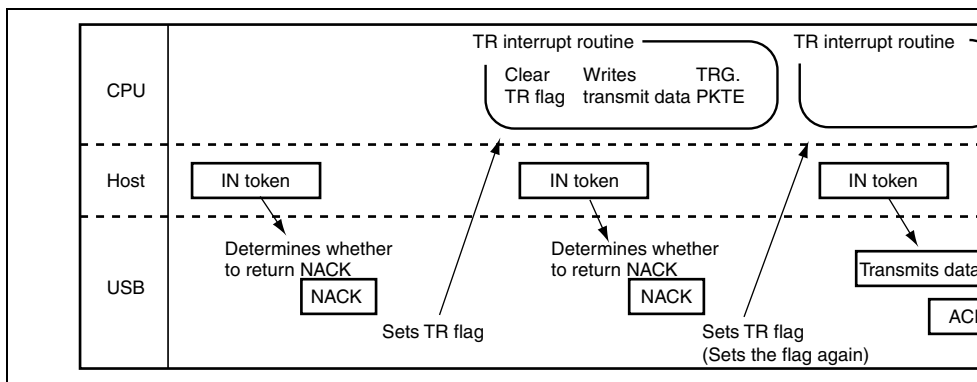 TR interrupt routine
TR interrupt routine
Clear Writes TRG.
TR flag transmit data PKTE
CPU
Host
IN token
IN token
IN token
Determines whether
to return NACK
Determines whether
to return NACK
USB
NACK
NACK
Transmits data
Sets TR flag
Sets TR flag
(Sets the flag again)